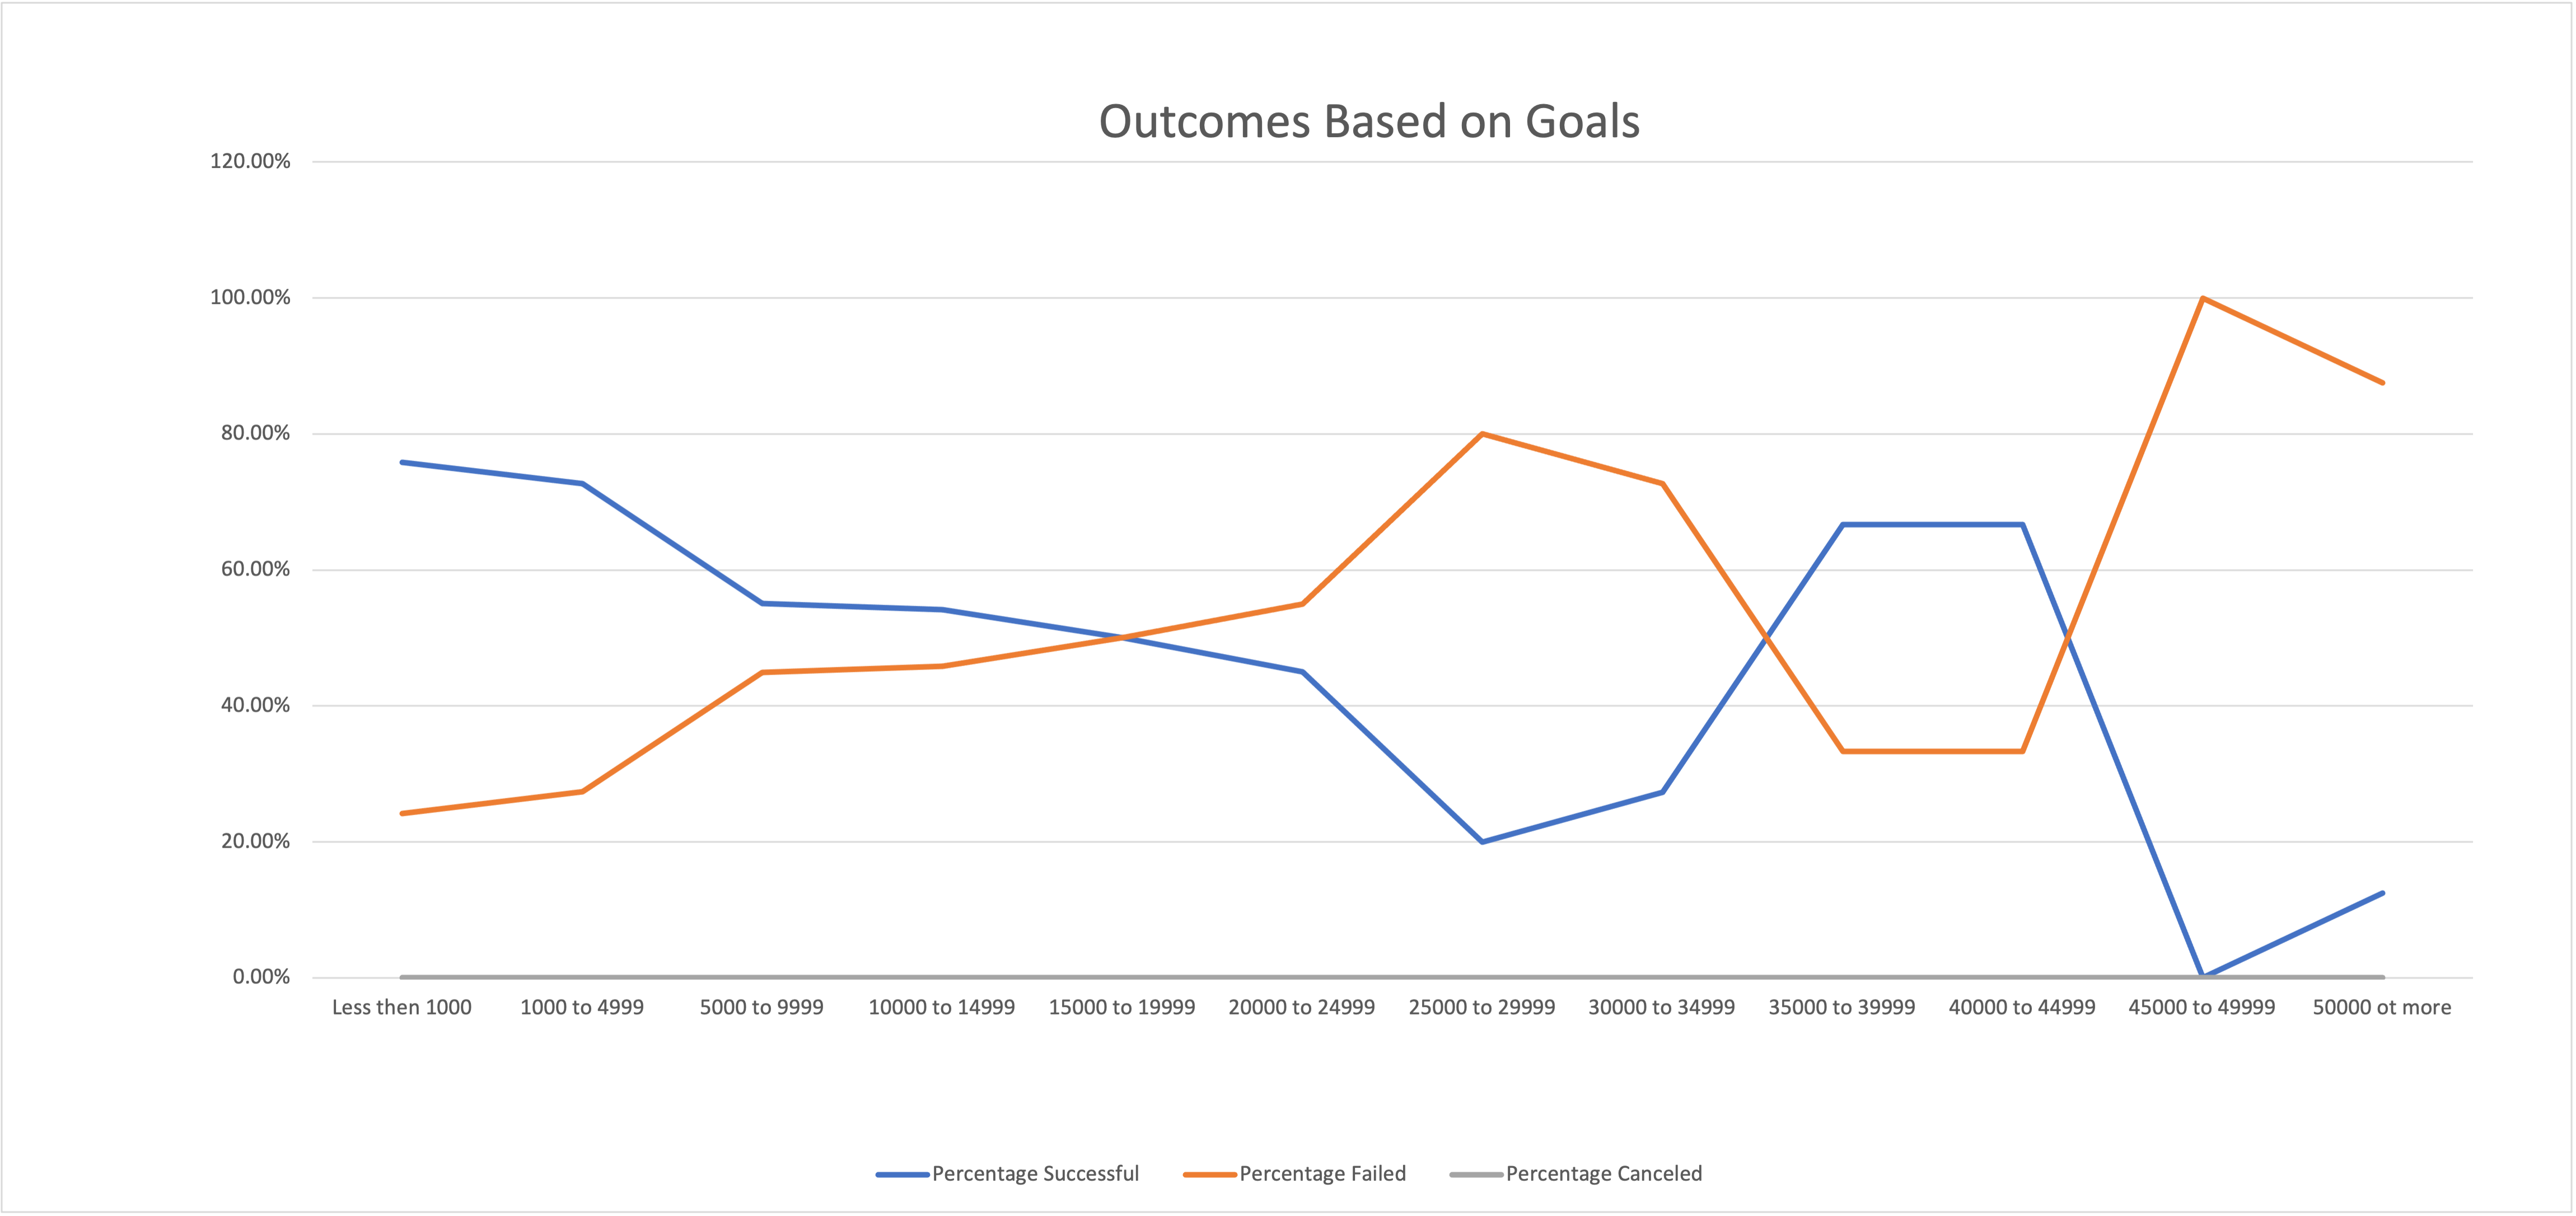 Outcomes Based on Goals
120.00%
100.00%
80.00%
60.00%
40.00%
20.00%
0.00%
Less then 1000 1000 to 4999 5000 to 9999 10000 to 14999 15000 to 19999 20000 to 24999 25000 to 29999 30000 to 34999 35000 to 39999 40000 to 44999 45000 to 49999 50000 ot more
Percentage Successful Percentage Failed Percentage Canceled